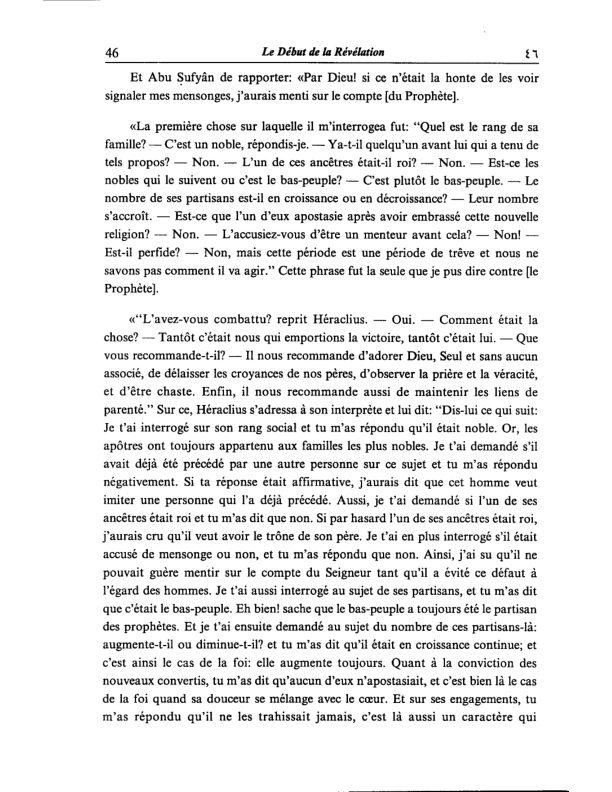 46 Le Début de la Révélation ٤٦
Et Abu Ṣufyân de rapporter: «Par Dieu! si ce n'était la honte de les voir
signaler mes mensonges, j'aurais menti sur le compte [du Prophète].
«La première chose sur laquelle il m'interrogea fut: “Quel est le rang de sa
famille? — C'est un noble, répondis-je. — Ya-t-il quelqu'un avant lui qui a tenu de
tels propos? — Non. — L'un de ces ancêtres était-il roi? — Non. — Est-ce les
nobles qui le suivent ou c'est le bas-peuple? — C'est plutôt le bas-peuple. — Le
nombre de ses partisans est-il en croissance ou en décroissance? — Leur nombre
s'accroît. — Est-ce que l'un d'eux apostasie après avoir embrassé cette nouvelle
religion? — Non. — L'accusiez-vous d'être un menteur avant cela? — Non! —
Est-il perfide? — Non, mais cette période est une période de trêve et nous ne
savons pas comment il va agir.” Cette phrase fut la seule que je pus dire contre [le
Prophète].
«“L'avez-vous combattu? reprit Héraclius. — Oui. — Comment était la
chose? — Tantôt c'était nous qui emportions la victoire, tantôt c'était lui. — Que
vous recommande-t-il? — Il nous recommande d'adorer Dieu, Seul et sans aucun
associé, de délaisser les croyances de nos pères, d'observer la prière et la véracité,
et d'être chaste. Enfin, il nous recommande aussi de maintenir les liens de
parenté.” Sur ce, Héraclius s'adressa à son interprète et lui dit: “Dis-lui ce qui suit:
Je t'ai interrogé sur son rang social et tu m'as répondu qu'il était noble. Or, les
apôtres ont toujours appartenu aux familles les plus nobles. Je t'ai demandé s'il
avait déjà été précédé par une autre personne sur ce sujet et tu m'as répondu
négativement. Si ta réponse était affirmative, j'aurais dit que cet homme veut
imiter une personne qui l'a déjà précédé. Aussi, je t'ai demandé si l'un de ses
ancêtres était roi et tu m'as dit que non. Si par hasard l'un de ses ancêtres était roi,
j'aurais cru qu'il veut avoir le trône de son père. Je t'ai en plus interrogé s'il était
accusé de mensonge ou non, et tu m'as répondu que non. Ainsi, j'ai su qu'il ne
pouvait guère mentir sur le compte du Seigneur tant qu'il a évité ce défaut à
l'égard des hommes. Je t'ai aussi interrogé au sujet de ses partisans, et tu m'as dit
que c'était le bas-peuple. Eh bien! sache que le bas-peuple a toujours été le partisan
des prophètes. Et je t'ai ensuite demandé au sujet du nombre de ces partisans-là:
augmente-t-il ou diminue-t-il? et tu m'as dit qu'il était en croissance continue; et
c'est ainsi le cas de la foi: elle augmente toujours. Quant à la conviction des
nouveaux convertis, tu m'as dit qu'aucun d'eux n'apostasiait, et c'est bien là le cas
de la foi quand sa douceur se mélange avec le cœur. Et sur ses engagements, tu
m'as répondu qu'il ne les trahissait jamais, c'est là aussi un caractère qui